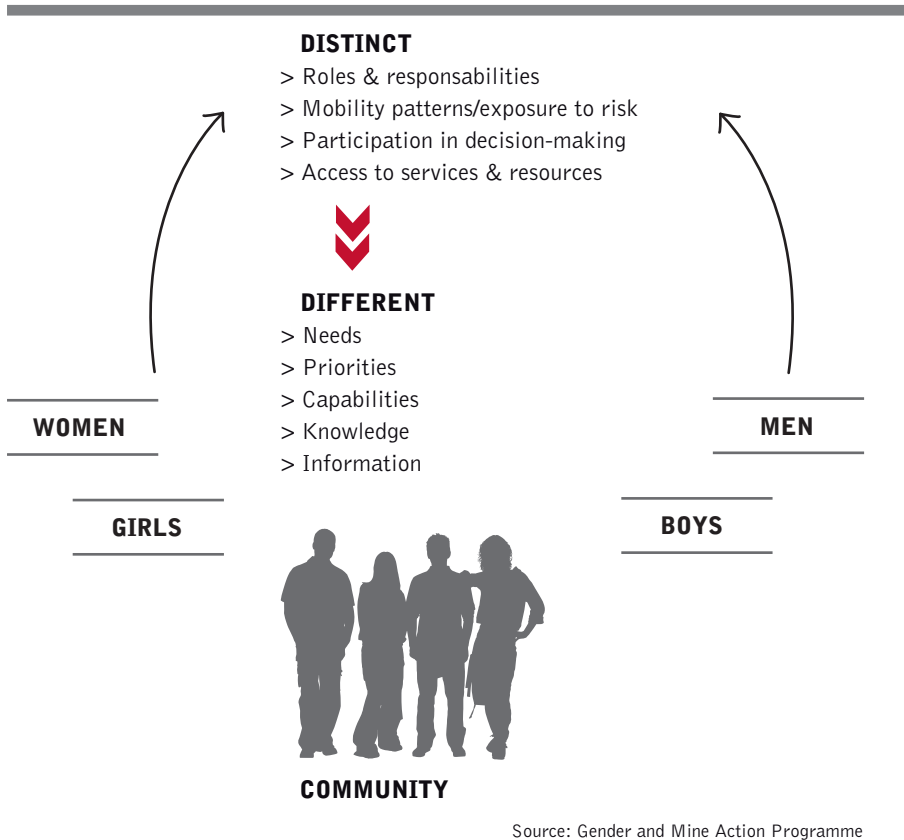 DISTINCT
> Roles & responsabilities
> Mobility patterns/exposure to risk
> Participation in decision-making
> Access to services & resources
DIFFERENT
> Needs
> Priorities
> Capabilities
> Knowledge
> Information
WOMEN
MEN
GIRLS
BOYS
COMMUNITY
Source: Gender and Mine Action Programme